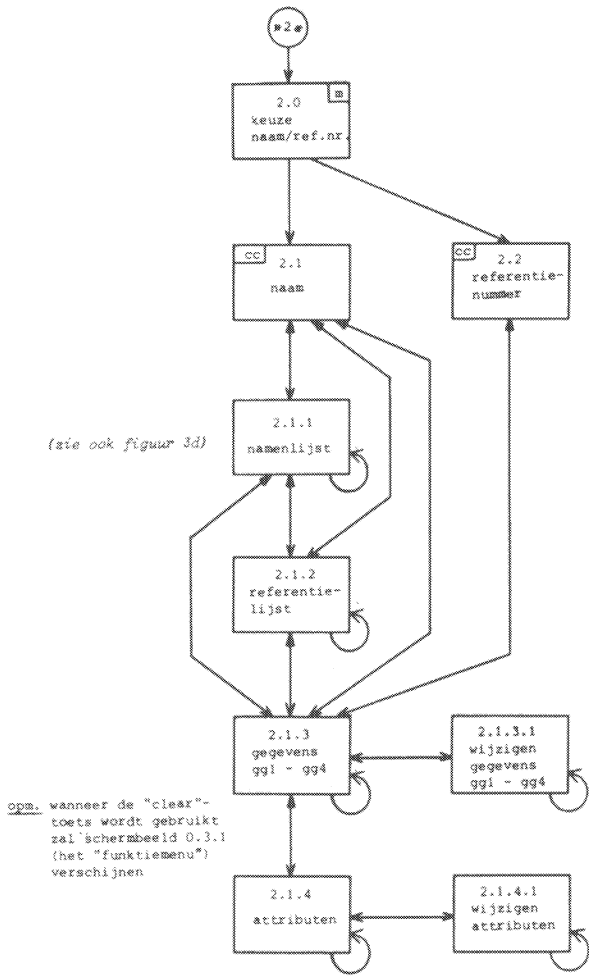 *2*
m
2.0
keuze
naam/ref.nr.
cc
2.1
naam
cc
2.2
referentie-
nummer
2.1.1
namenlijst
(zie ook figuur 3d)
2.1.2
referentie-
lijst
2.1.3
gegevens
gg1 - gg4
2.1.3.1
wijzigen
gegevens
gg1 - gg4
opm. wanneer de "clear"-
toets wordt gebruikt
zal schermbeeld 0.3.1
(het "funktiemenu")
verschijnen
2.1.4
attributen
2.1.4.1
wijzigen
attributen